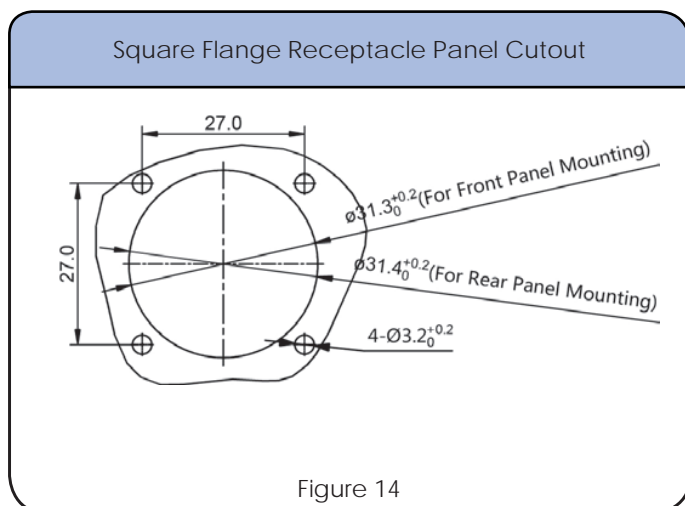 Square Flange Receptacle Panel Cutout
27.0
ø31.3+0.2 0(For Front Panel Mounting)
27.0
ø31.4+0.2 0(For Rear Panel Mounting)
4-Ø3.2+0.2 0
Figure 14